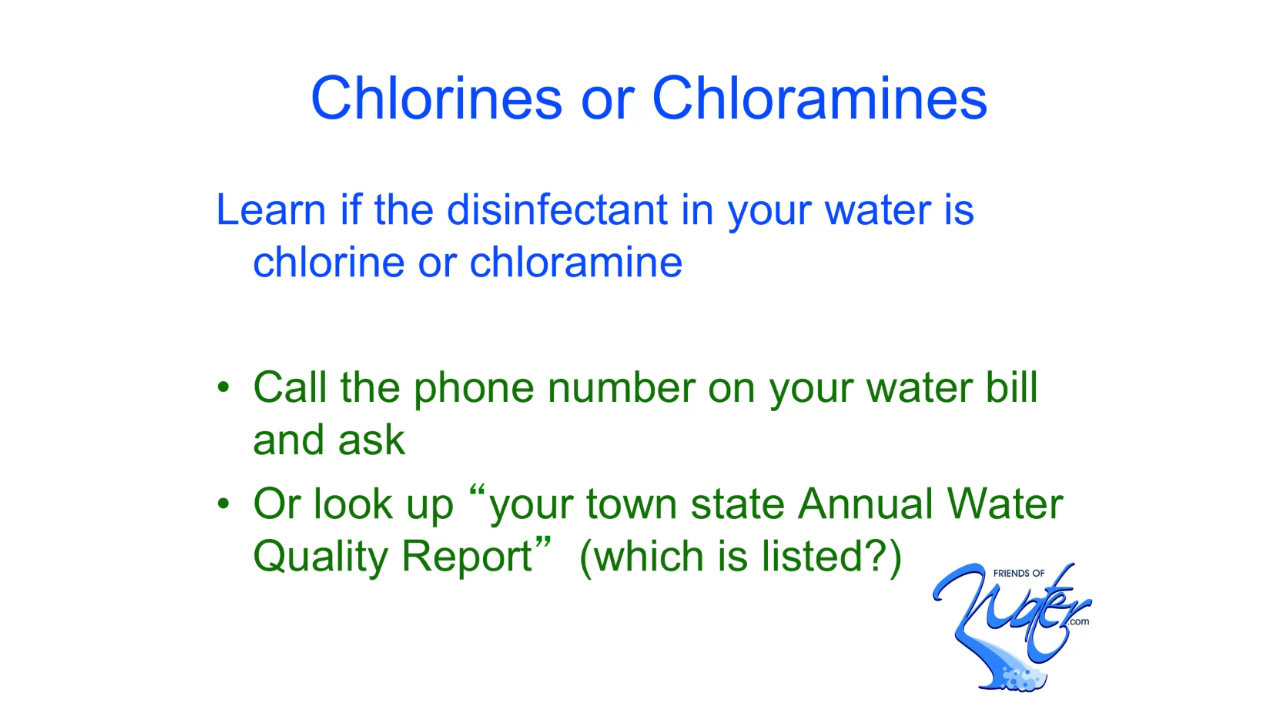 Chlorines or Chloramines
Learn if the disinfectant in your water is
chlorine or chloramine
• Call the phone number on your water bill
and ask
• Or look up “your town state Annual Water
Quality Report” (which is listed?)
FRIENDS OF
Water
.com